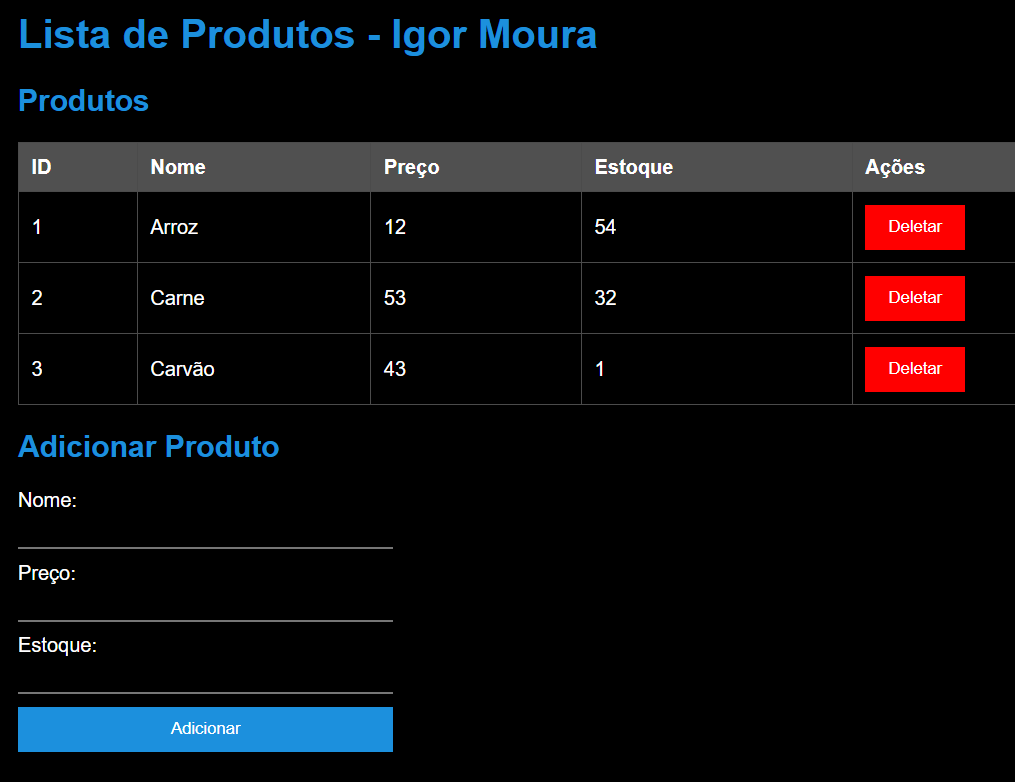 Lista de Produtos - Igor Moura
Produtos
ID Nome Preço Estoque Ações
1 Arroz 12 54 Deletar
2 Carne 53 32 Deletar
3 Carvão 43 1 Deletar
Adicionar Produto
Nome:
Preço:
Estoque:
Adicionar